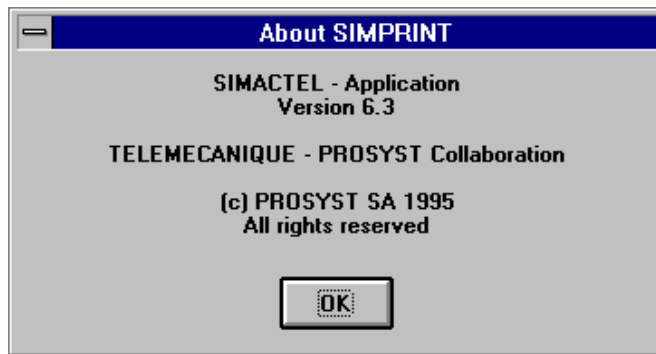 About SIMPRINT
SIMACTEL - Application
Version 6.3
TELEMECANIQUE - PROSYST Collaboration
(c) PROSYST SA 1995
All rights reserved
OK